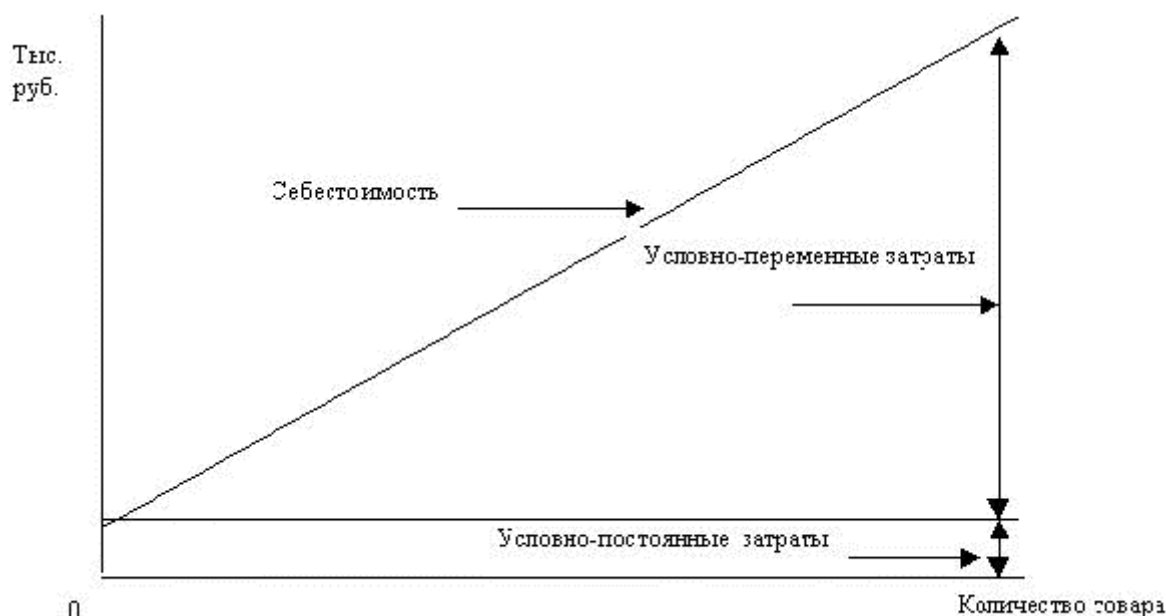 Тыс.
руб.
Себестоимость
Условно-переменные затраты
Условно-постоянные затраты
0
Количество товара